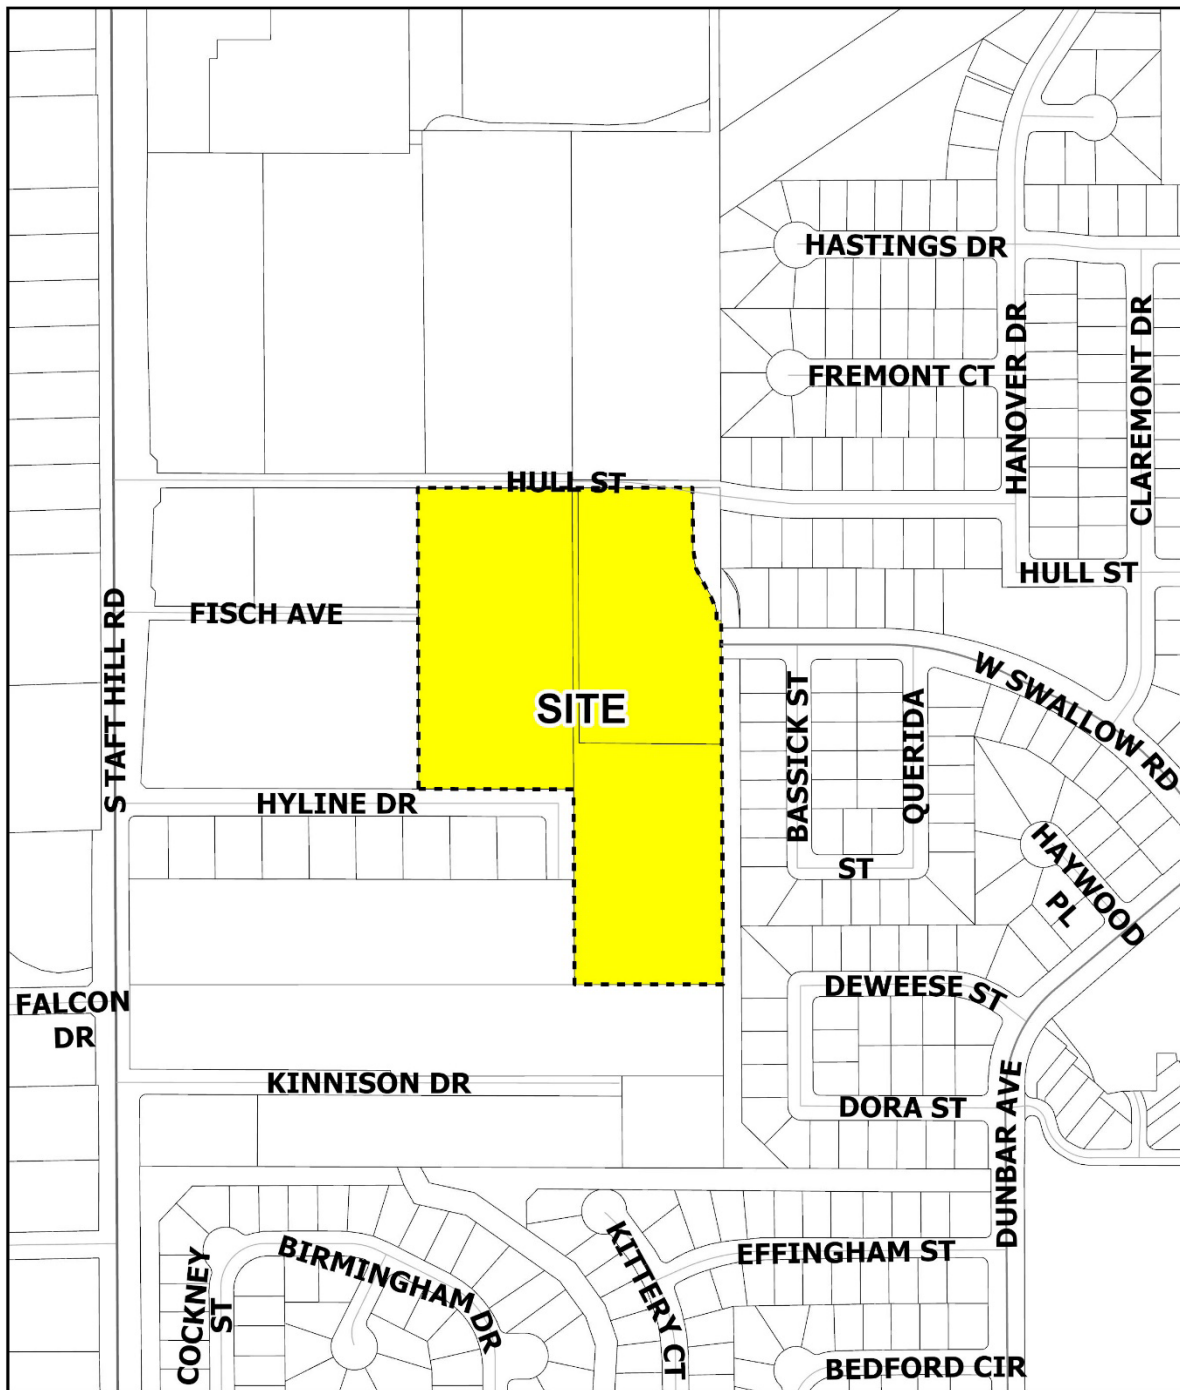 HASTINGS DR
FREMONT CT
HANOVER DR
CLAREMONT DR
HULL ST
HULL ST
FISCH AVE
S TAFT HILL RD
W SWALLOW RD
SITE
BASSICK ST
QUERIDA
ST
HYLINE DR
HAYWOOD
PL
DEWEESE ST
FALCON
DR
KINNISON DR
DORA ST
DUNBAR AVE
COCKNEY
ST
BIRMINGHAM DR
KITTERY CT
EFFINGHAM ST
BEDFORD CIR